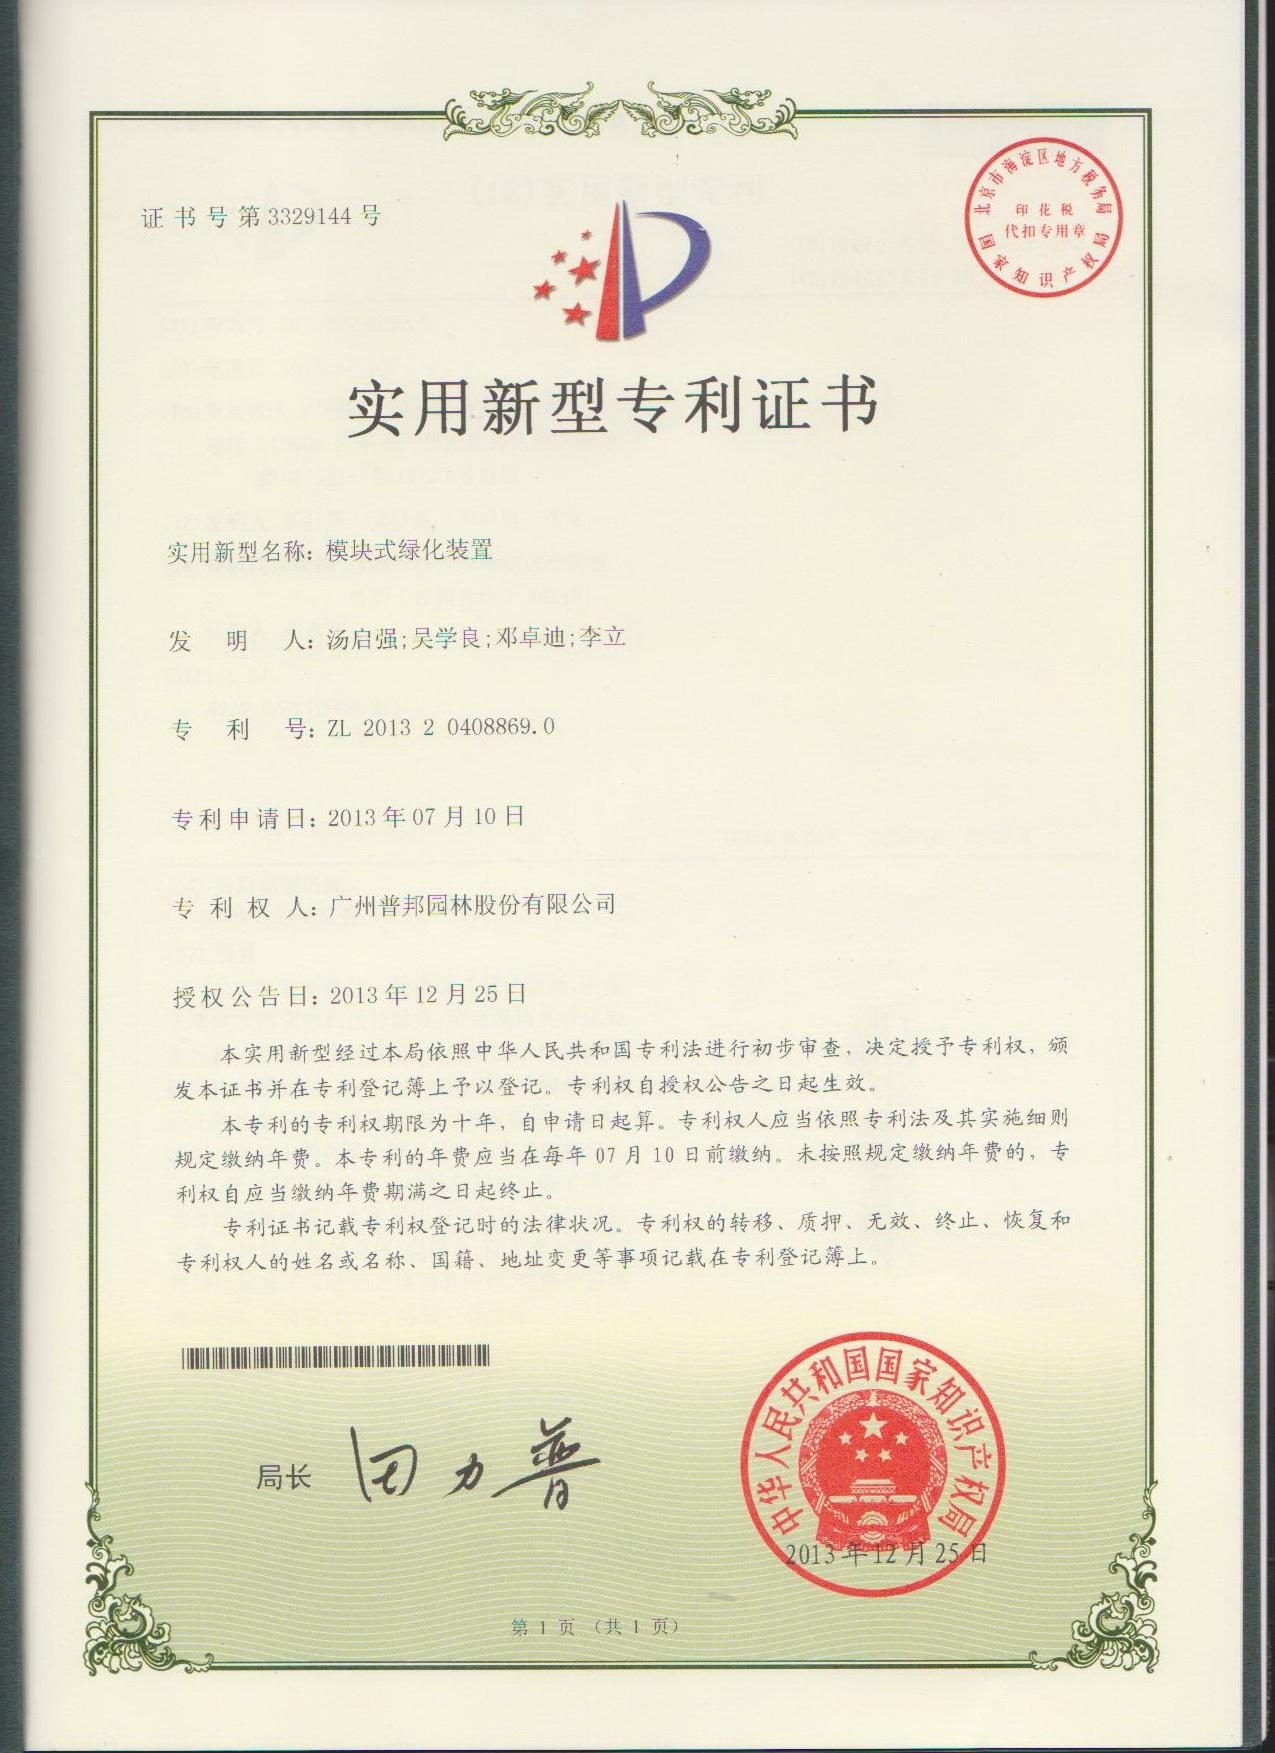 证书号第3329144号
北京市海淀区地方税务局
印花税
代扣专用章
国家知识产权局
实用新型专利证书
实用新型名称：模块式绿化装置
发明人：汤启强;吴学良;邓卓迪;李立
专利号：ZL 2013 2 0408869.0
专利申请日：2013年07月10日
专利权人：广州普邦园林股份有限公司
授权公告日：2013年12月25日
本实用新型经过本局依照中华人民共和国专利法进行初步审查，决定授予专利权，颁
发本证书并在专利登记簿上予以登记。专利权自授权公告之日起生效。
本专利的专利权期限为十年，自申请日起算。专利权人应当依照专利法及其实施细则
规定缴纳年费。本专利的年费应当在每年07月10日前缴纳。未按照规定缴纳年费的，专
利权自应当缴纳年费期满之日起终止。
专利证书记载专利权登记时的法律状况。专利权的转移、质押、无效、终止、恢复和
专利权人的姓名或名称、国籍、地址变更等事项记载在专利登记簿上。
中华人民共和国国家知识产权局
局长 田力普
2013年12月25日
第1页（共1页）